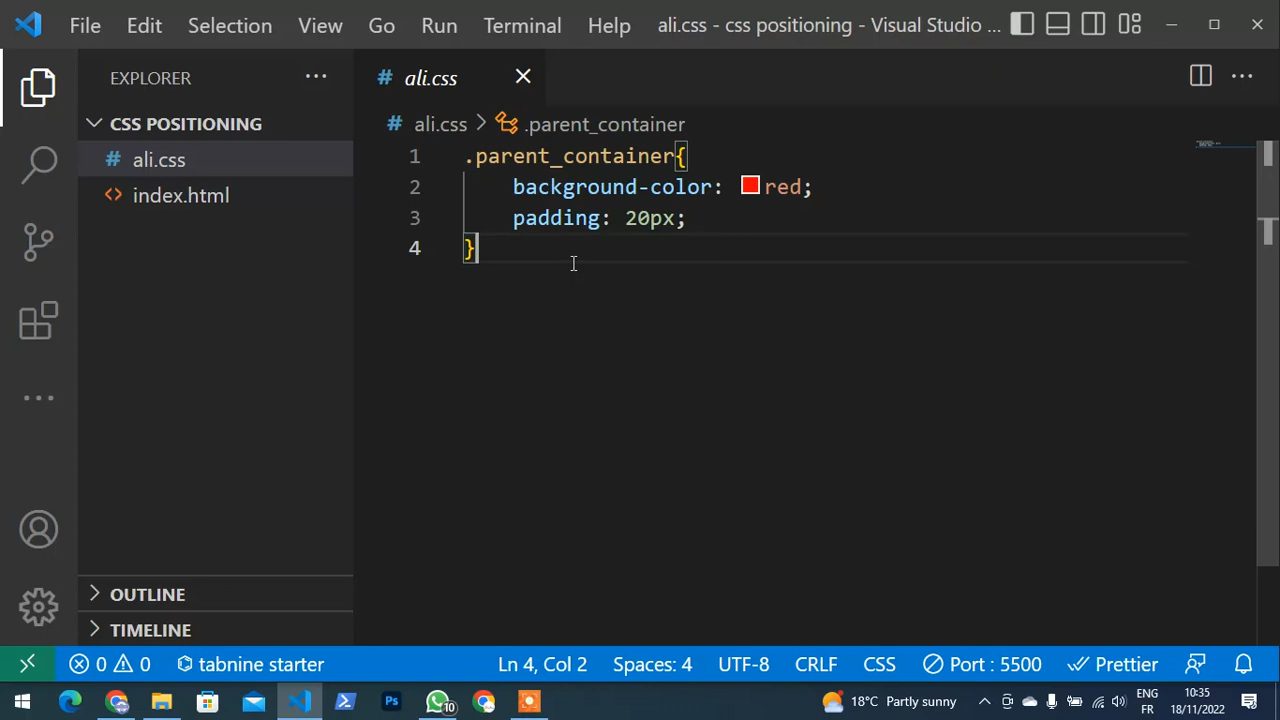 File Edit Selection View Go Run Terminal Help ali.css - css positioning - Visual Studio ...
EXPLORER ···
# ali.css
CSS POSITIONING
# ali.css > .parent_container
# ali.css
<> index.html
1 .parent_container{
2 background-color: red;
3 padding: 20px;
4 }
OUTLINE
TIMELINE
0 0 tabnine starter Ln 4, Col 2 Spaces: 4 UTF-8 CRLF CSS Port : 5500 Prettier
Ps 10 18°C Partly sunny ENG 10:35
FR 18/11/2022